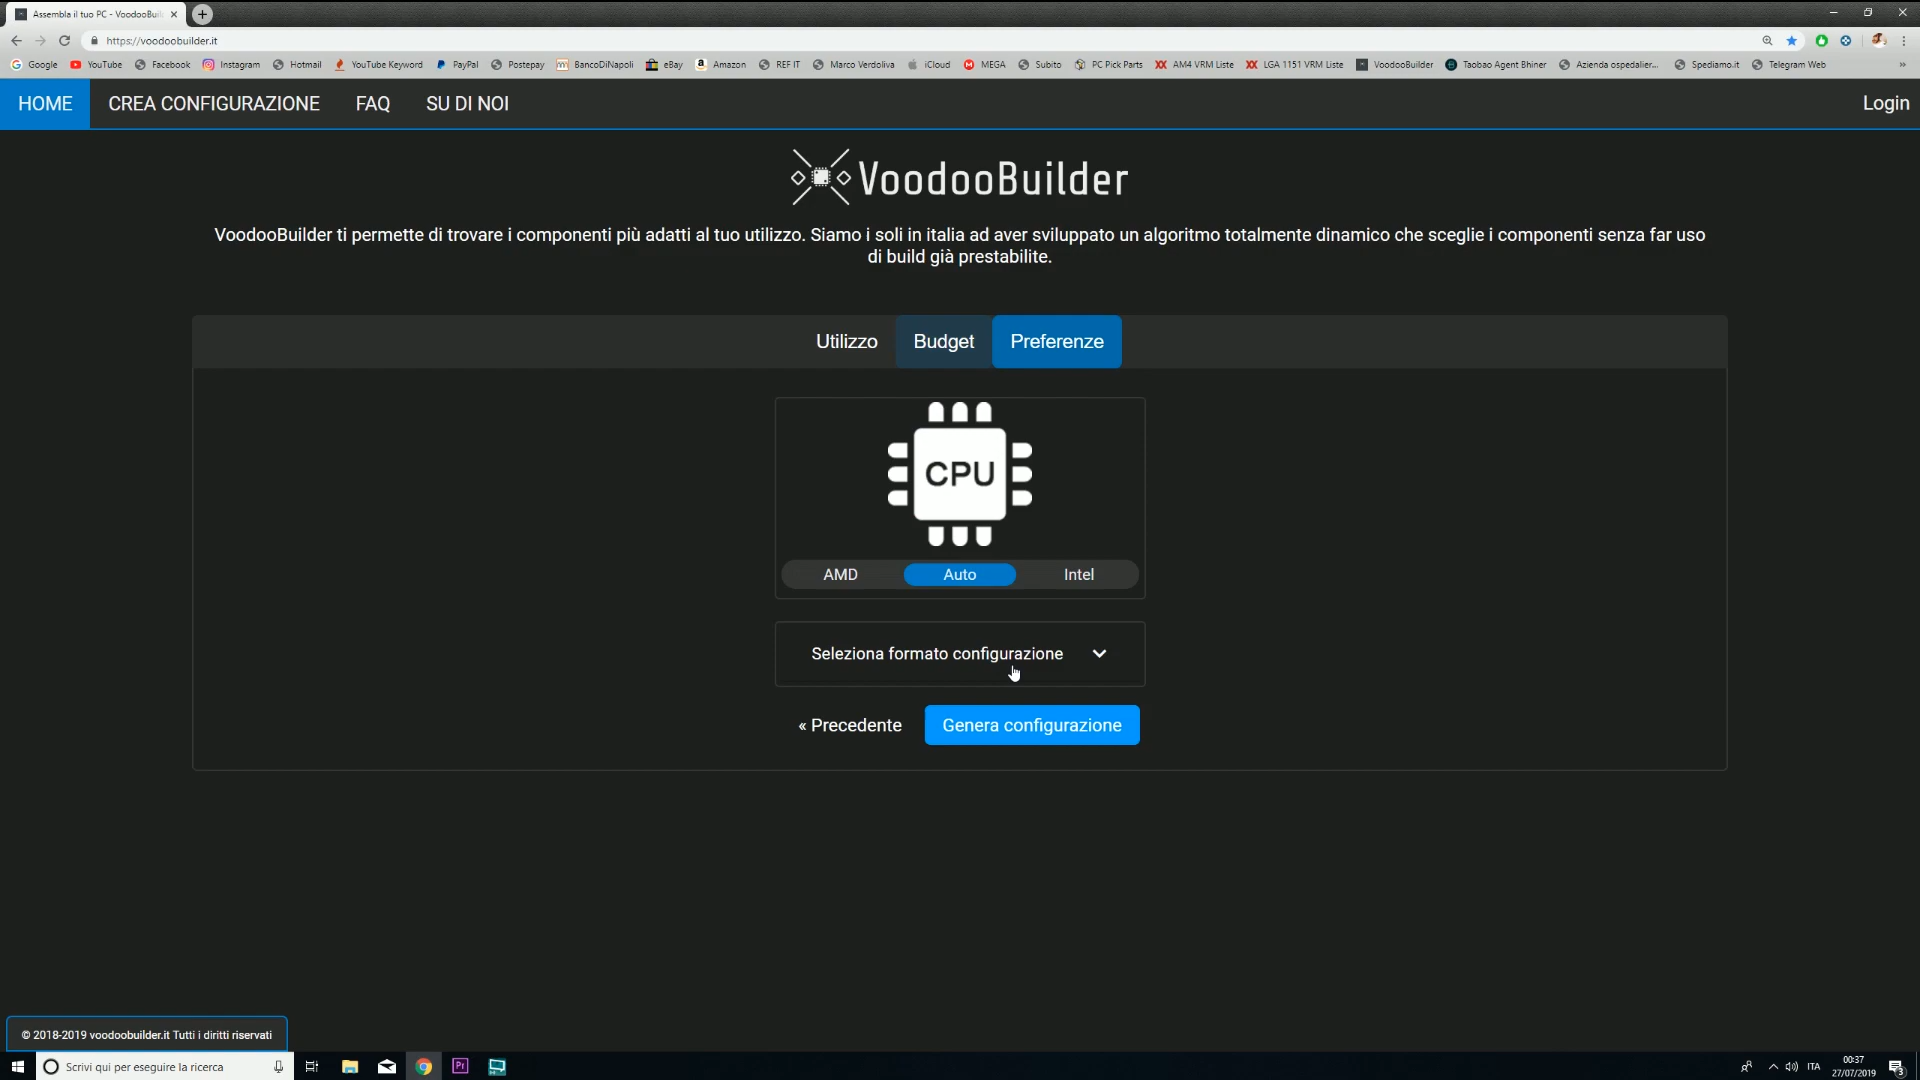 Assembla il tuo PC - VoodooBuil
https://voodoobuilder.it
Google YouTube Facebook Instagram Hotmail YouTube Keyword PayPal Postepay BancoDiNapoli eBay Amazon REF IT Marco Verdoliva iCloud MEGA Subito PC Pick Parts AM4 VRM Liste LGA 1151 VRM Liste VoodooBuilder Taobao Agent Bhiner Azienda ospedalier... Spediamo.it Telegram Web »
HOME CREA CONFIGURAZIONE FAQ SU DI NOI Login
VoodooBuilder
VoodooBuilder ti permette di trovare i componenti più adatti al tuo utilizzo. Siamo i soli in italia ad aver sviluppato un algoritmo totalmente dinamico che sceglie i componenti senza far uso
di build già prestabilite.
Utilizzo Budget Preferenze
CPU
AMD Auto Intel
Seleziona formato configurazione
« Precedente Genera configurazione
© 2018-2019 voodoobuilder.it Tutti i diritti riservati
Scrivi qui per eseguire la ricerca Pr ITA 00:37
27/07/2019 3